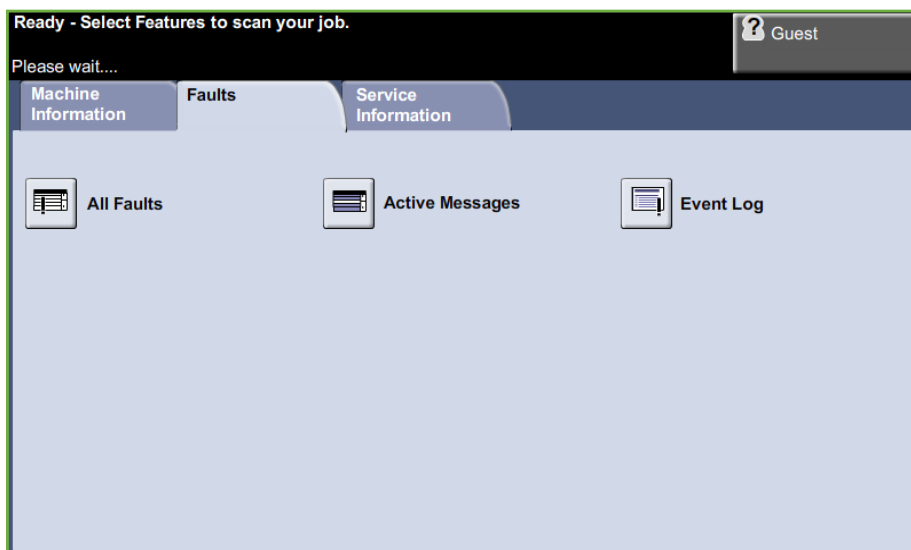 Ready - Select Features to scan your job.
Guest
Please wait....
Machine
Information
Faults
Service
Information
All Faults
Active Messages
Event Log